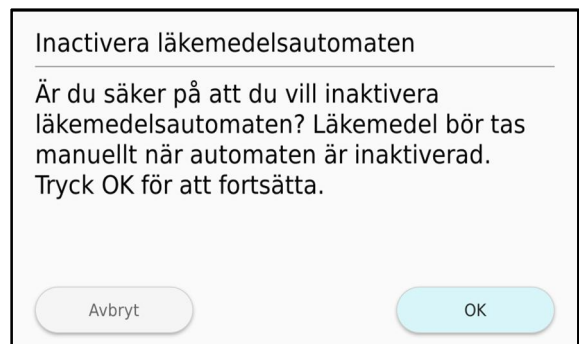 Inactivera läkemedelsautomaten
Är du säker på att du vill inaktivera
läkemedelsautomaten? Läkemedel bör tas
manuellt när automaten är inaktiverad.
Tryck OK för att fortsätta.
Avbryt
OK